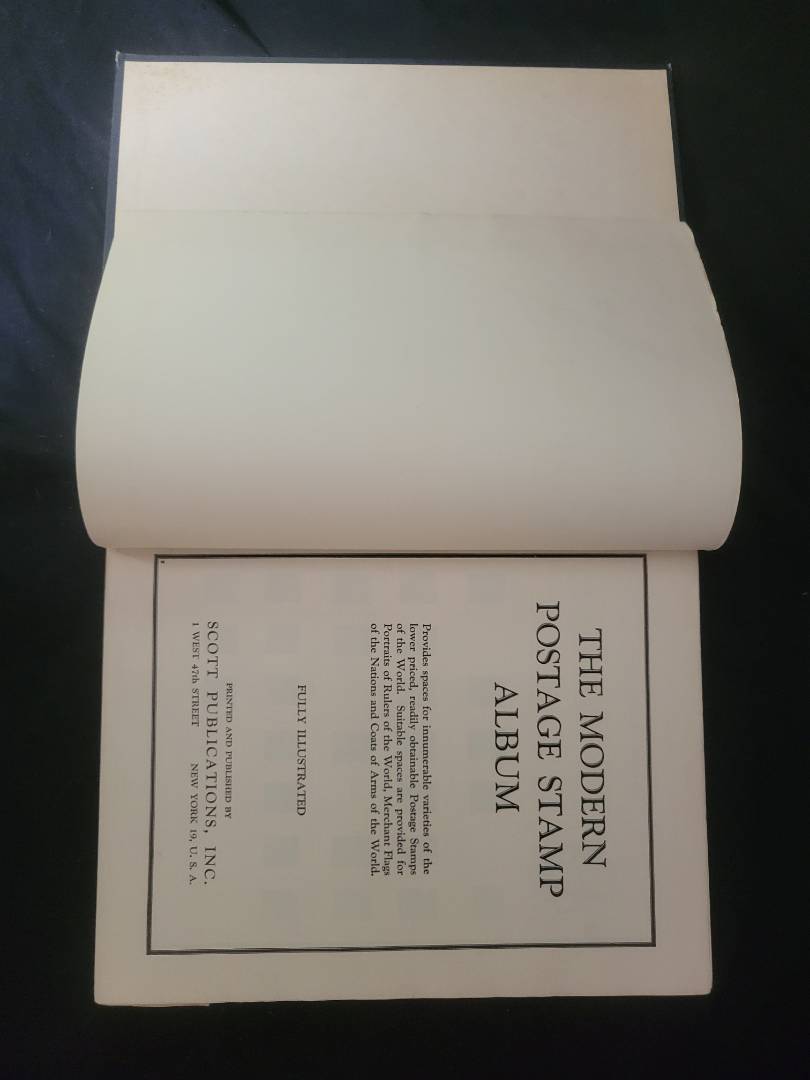 THE MODERN
POSTAGE STAMP
ALBUM
Provides spaces for innumerable varieties of the
lower priced, readily obtainable Postage Stamps
of the World. Suitable spaces are provided for
Portraits of Rulers of the World, Merchant Flags
of the Nations and Coats of Arms of the World.
FULLY ILLUSTRATED
PRINTED AND PUBLISHED BY
SCOTT PUBLICATIONS, INC.
1 WEST 47th STREET NEW YORK 19, U. S. A.